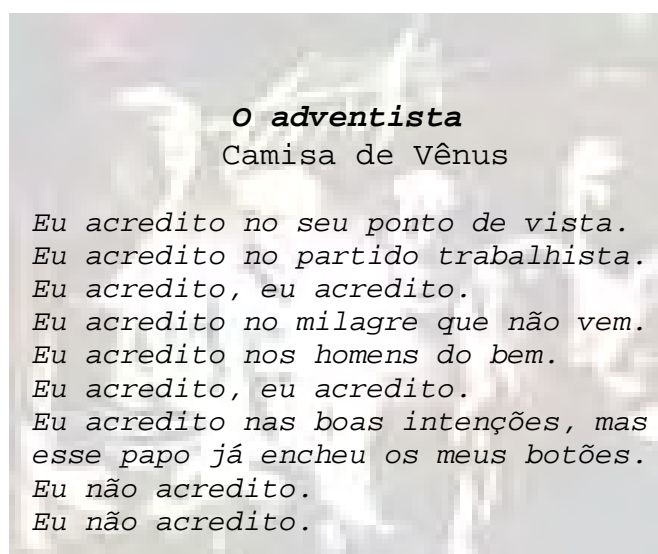 O adventista
Camisa de Vênus
Eu acredito no seu ponto de vista.
Eu acredito no partido trabalhista.
Eu acredito, eu acredito.
Eu acredito no milagre que não vem.
Eu acredito nos homens do bem.
Eu acredito, eu acredito.
Eu acredito nas boas intenções, mas
esse papo já encheu os meus botões.
Eu não acredito.
Eu não acredito.